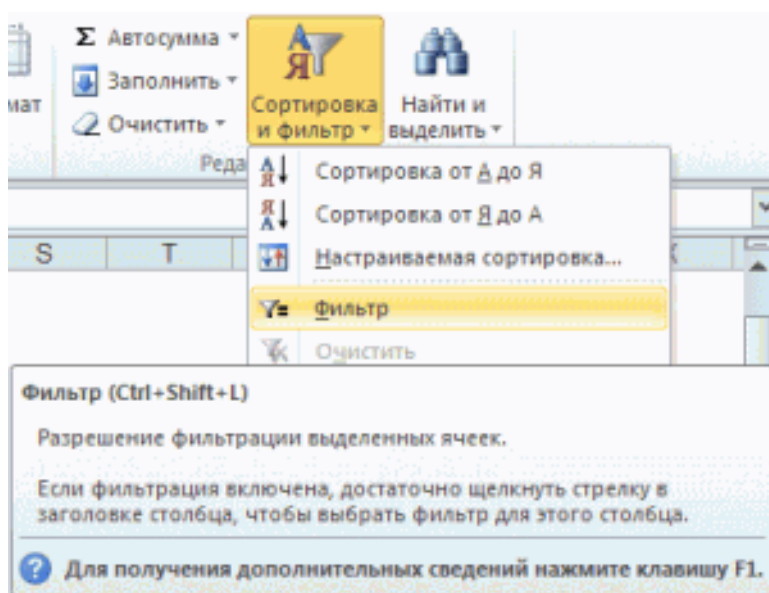 Σ Автосумма
Заполнить
мат
Очистить
Сортировка
и фильтр
Найти и
выделить
Реда
Сортировка от А до Я
Сортировка от Я до А
Настраиваемая сортировка...
S T
Фильтр
Очистить
Фильтр (Ctrl+Shift+L)
Разрешение фильтрации выделенных ячеек.
Если фильтрация включена, достаточно щелкнуть стрелку в
заголовке столбца, чтобы выбрать фильтр для этого столбца.
Для получения дополнительных сведений нажмите клавишу F1.